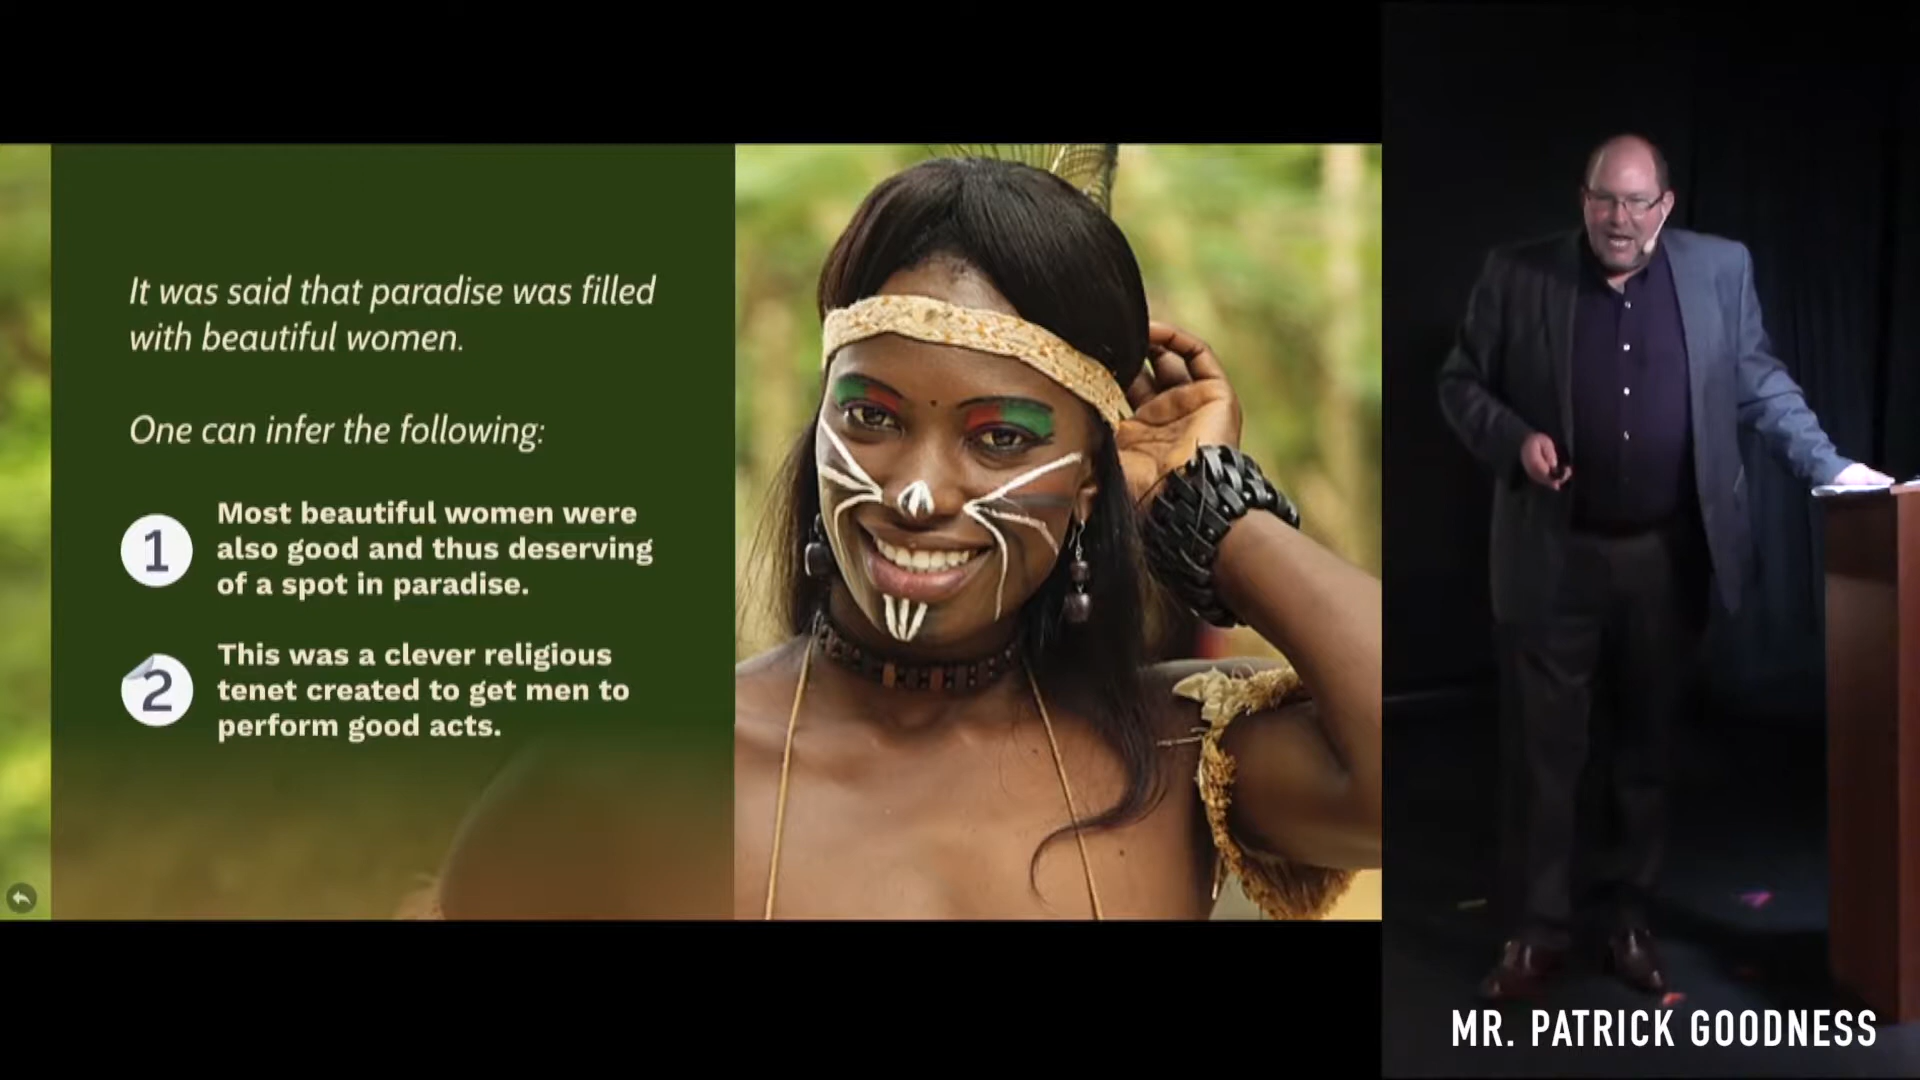 It was said that paradise was filled
with beautiful women.
One can infer the following:
1
Most beautiful women were
also good and thus deserving
of a spot in paradise.
2
This was a clever religious
tenet created to get men to
perform good acts.
MR. PATRICK GOODNESS